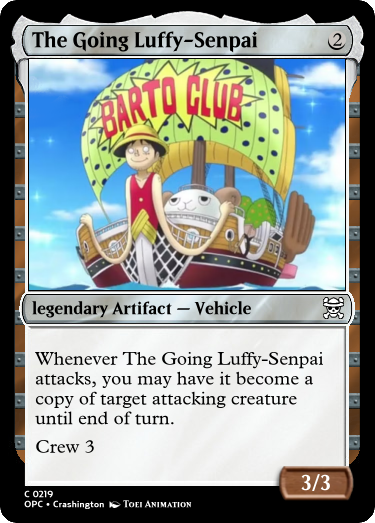 The Going Luffy-Senpai 2
BARTO CLUB
legendary Artifact — Vehicle
Whenever The Going Luffy-Senpai
attacks, you may have it become a
copy of target attacking creature
until end of turn.
Crew 3
3/3
C 0219
OPC • Crashington TOEI ANIMATION